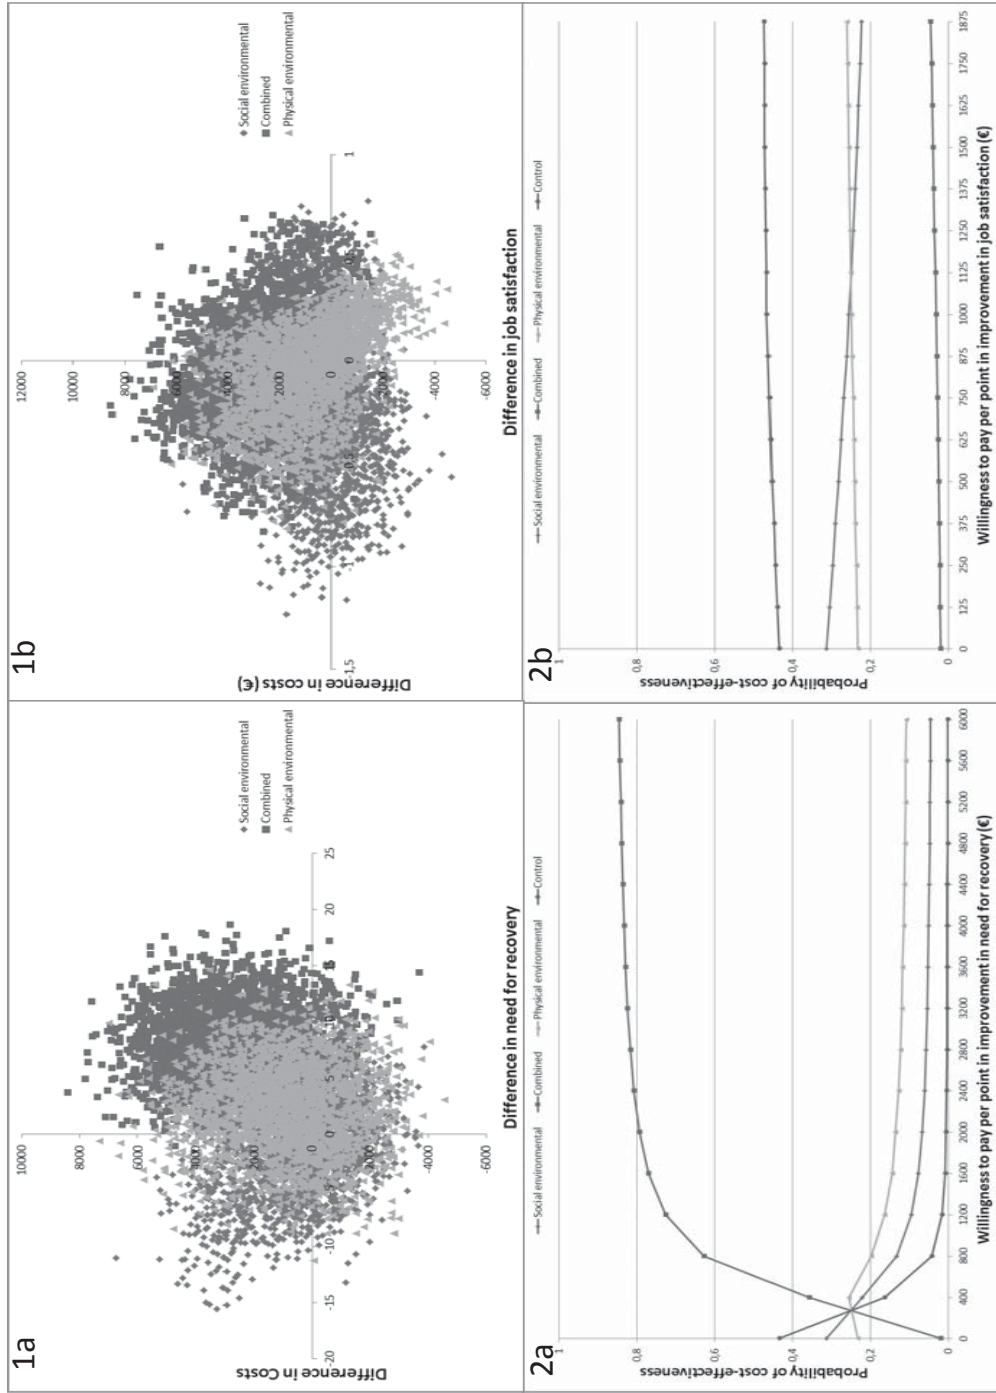 1a
Difference in Costs
10000
8000
6000
4000
2000
0
2000
-4000
-6000
-20 -15 -10 -5 0 5 10 15 20 25
Difference in need for recovery
Social environmental
Combined
Physical environmental
1b
Difference in costs (€)
12000
10000
8000
6000
4000
2000
0
2000
-4000
-6000
1,5 -1 0,5 0 0,5 1
Difference in job satisfaction
Social environmental
Combined
Physical environmental
2a
Social environmental Combined Physical environmental Control
Probability of cost-effectiveness
1
0,8
0,6
0,4
0,2
0
0 400 800 1200 1600 2000 2400 2800 3200 3600 4000 4400 4800 5200 5600 6000
Willingness to pay per point in improvement in need for recovery (€)
2b
Social environmental Combined Physical environmental Control
Probability of cost-effectiveness
1
0,8
0,6
0,4
0,2
0
0 125 250 375 500 625 750 875 1000 1125 1250 1375 1500 1625 1750 1875
Willingness to pay per point in improvement in job satisfaction (€)